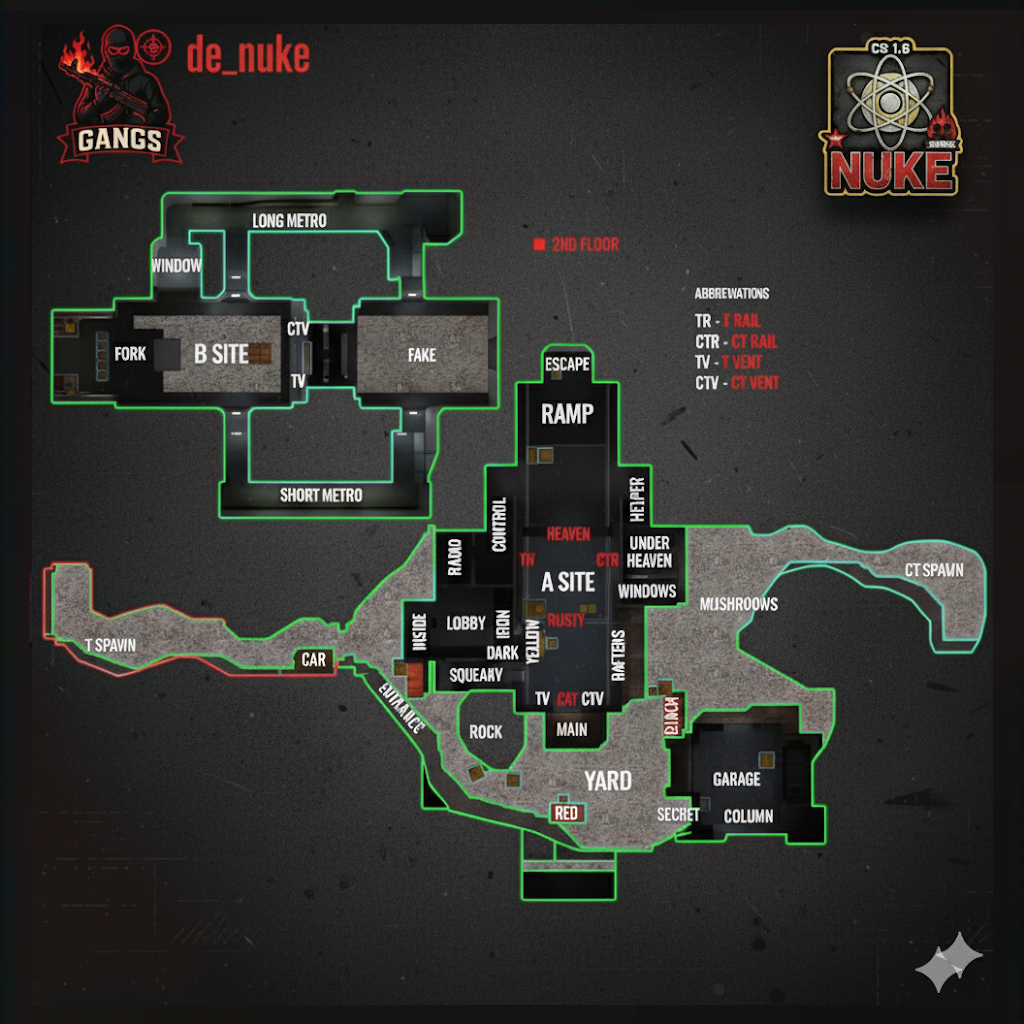 de_nuke
GANGS
CS 1.6
NUKE
LONG METRO
2ND FLOOR
WINDOW
ABBREWATIONS
TR - T RAIL
CTR - CT RAIL
TV - T VENT
CTV - CT VENT
CTV
FORK
B SITE
FAKE
TV
ESCAPE
RAMP
SHORT METRO
HELPER
CONTROL
HEAVEN
RADIO
UNDER
HEAVEN
TR
CTR
A SITE
CT SPAWN
WINDOWS
MUSHROOMS
INSIDE
LOBBY
IRON
RUSTY
YELLOW
RAFTERS
T SPAVIN
DARK
CAR
SQUEAKY
ENTRANCE
TV
CAT
CTV
ROCK
MAIN
YARD
GARAGE
RED
SECRET
COLUMN